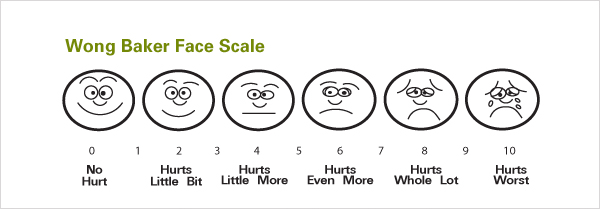 Wong Baker Face Scale
0 1 2 3 4 5 6 7 8 9 10
No Hurt
Hurts Little Bit
Hurts Little More
Hurts Even More
Hurts Whole Lot
Hurts Worst